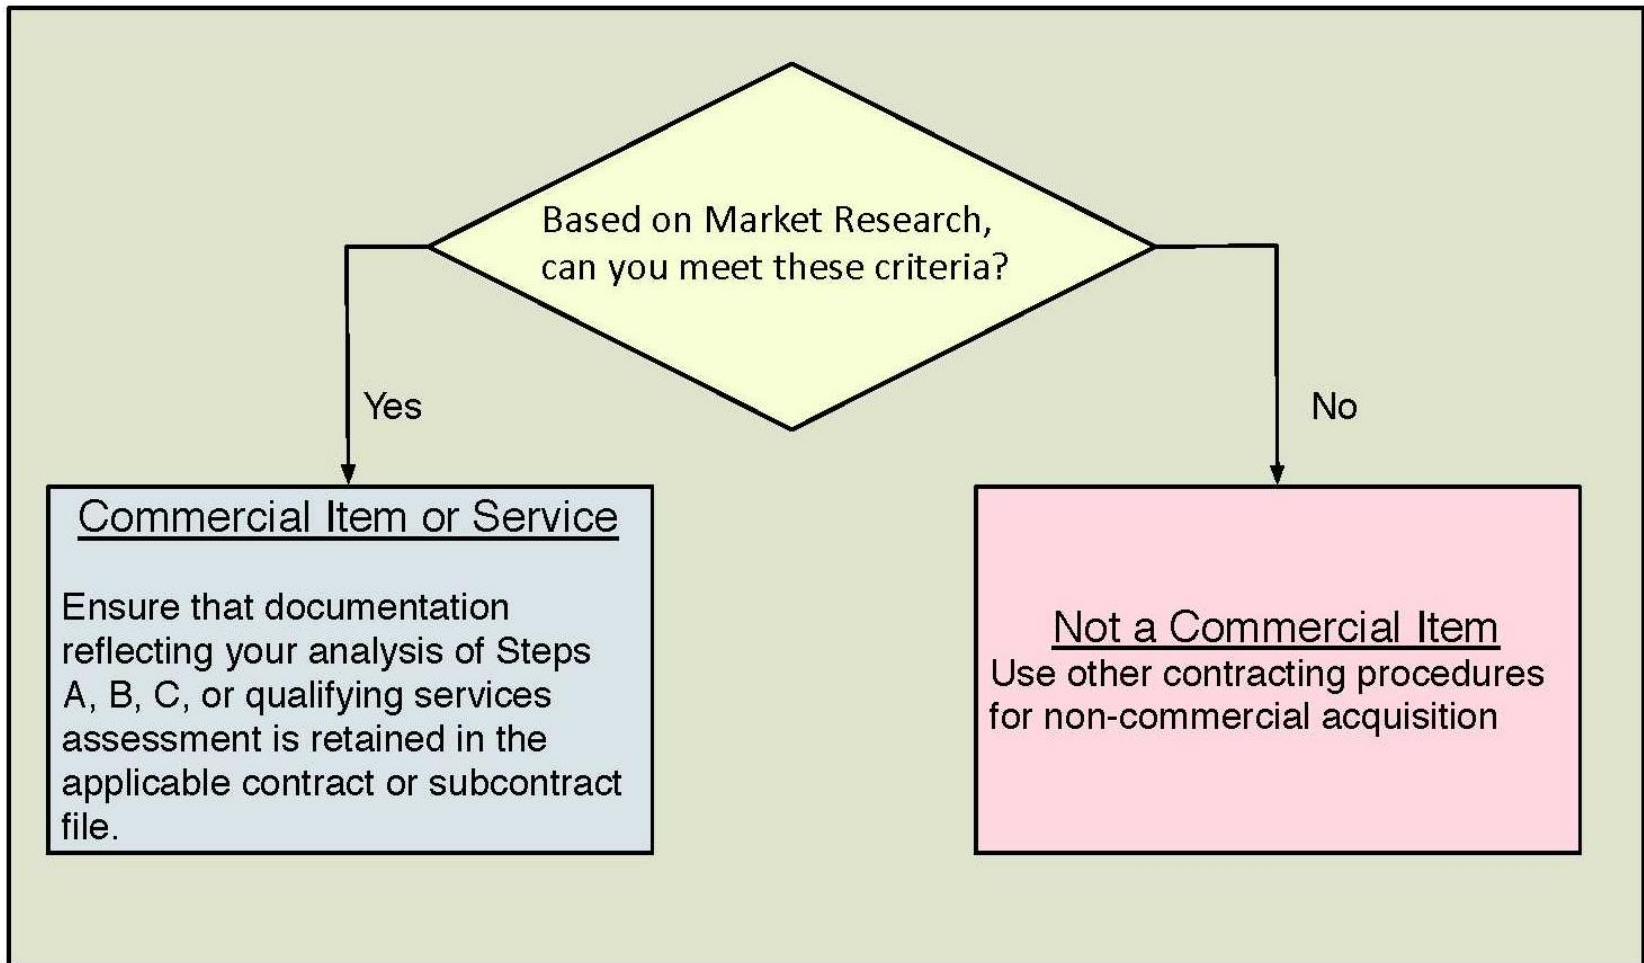 Based on Market Research,
can you meet these criteria?
Yes
No
Commercial Item or Service
Ensure that documentation
reflecting your analysis of Steps
A, B, C, or qualifying services
assessment is retained in the
applicable contract or subcontract
file.
Not a Commercial Item
Use other contracting procedures
for non-commercial acquisition